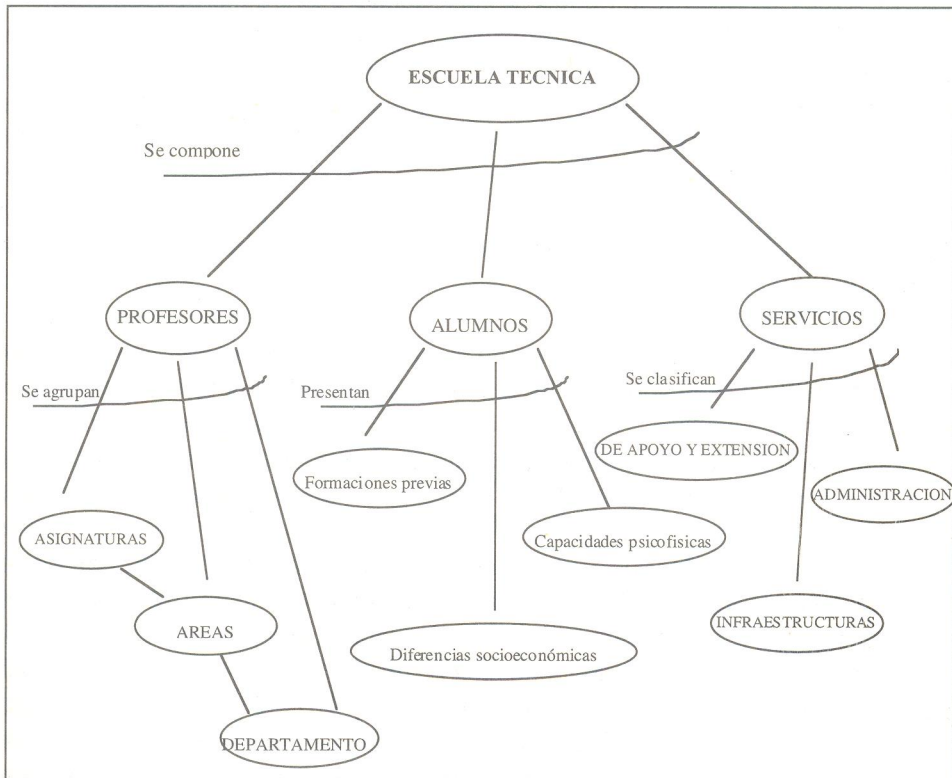 ESCUELA TECNICA
Se compone
PROFESORES
ALUMNOS
SERVICIOS
Se agrupan
Presentan
Se clasifican
DE APOYO Y EXTENSION
Formaciones previas
ADMINISTRACION
ASIGNATURAS
Capacidades psicofisicas
AREAS
INFRAESTRUCTURAS
Diferencias socioeconómicas
DEPARTAMENTO